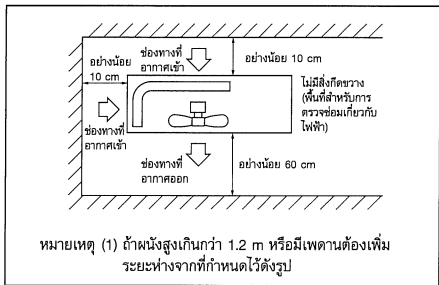 อย่างน้อย
10 cm
ช่องทางที่
อากาศเข้า
อย่างน้อย 10 cm
ไม่มีสิ่งกีดขวาง
(พื้นที่สำหรับการ
ตรวจซ่อมเกี่ยวกับ
ไฟฟ้า)
ช่องทางที่
อากาศเข้า
ช่องทางที่
อากาศออก
อย่างน้อย 60 cm
หมายเหตุ (1) ถ้าผนังสูงเกินกว่า 1.2 m หรือมีเพดานต้องเพิ่ม
ระยะห่างจากที่กำหนดไว้ดังรูป